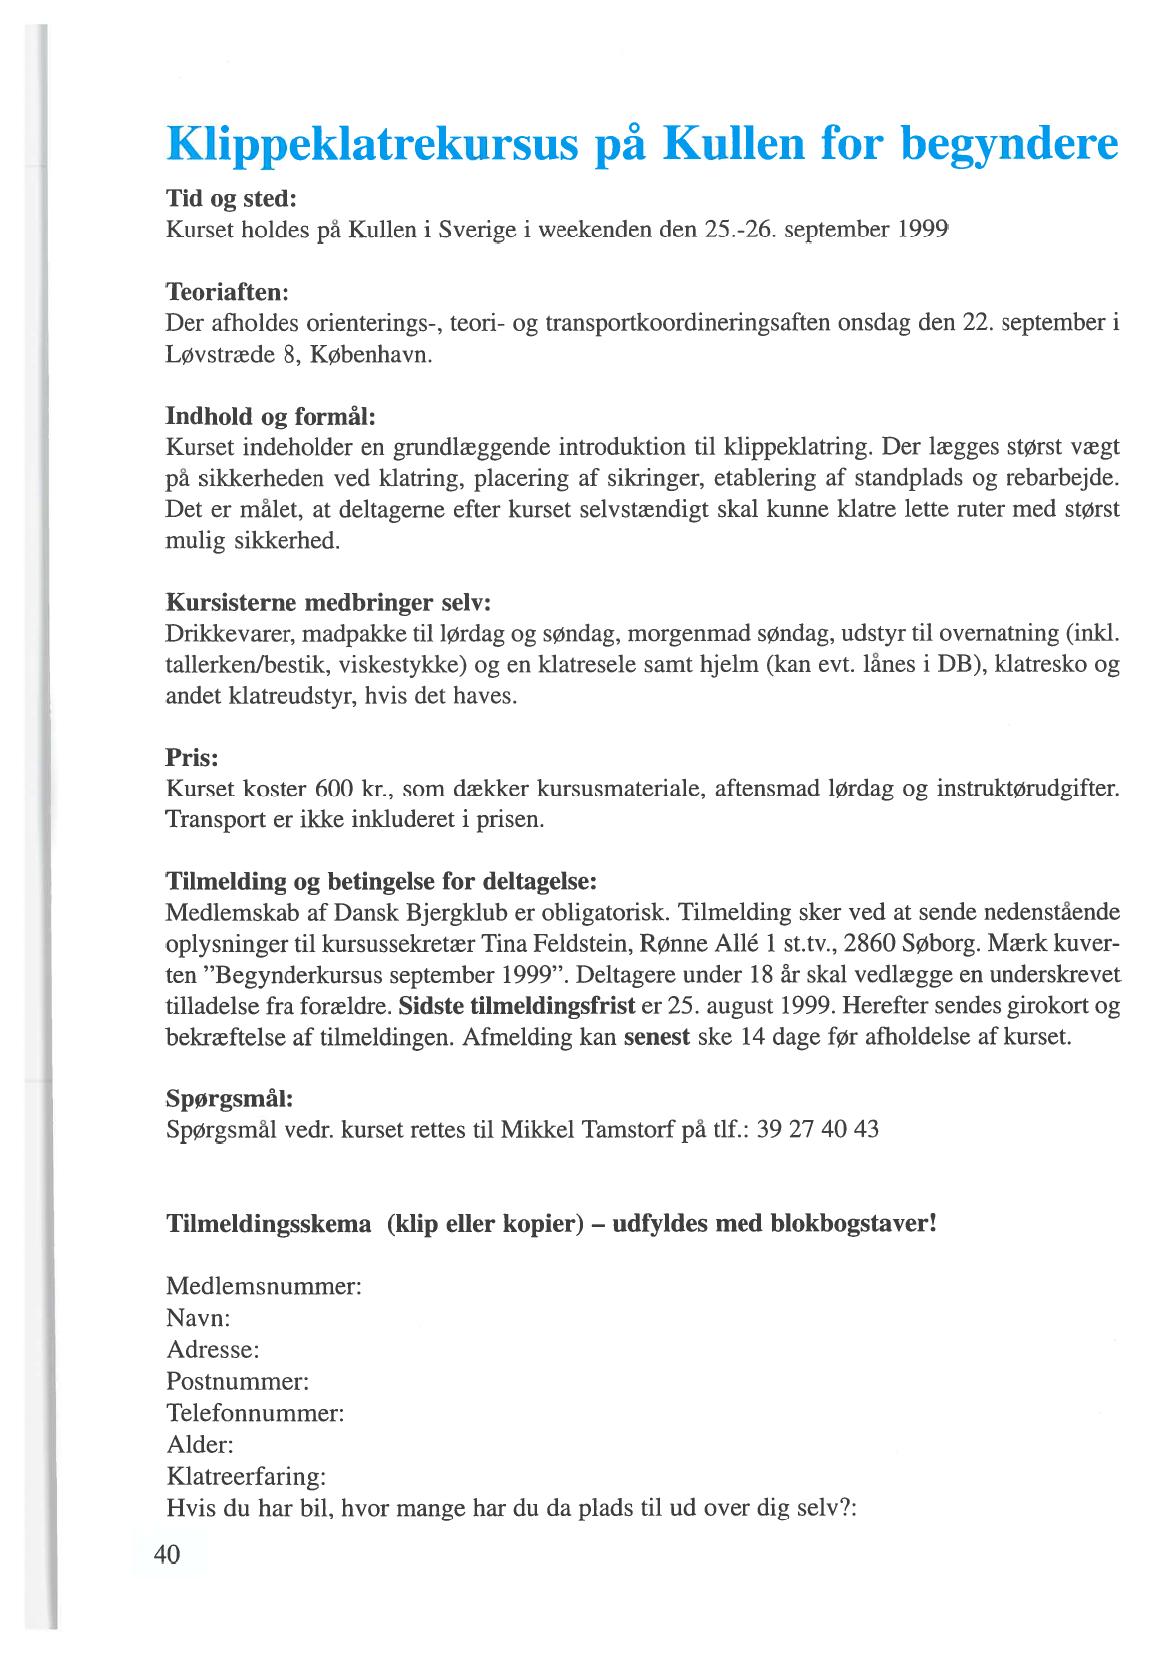 Klippeklatrekursus på Kullen for begyndere
Tid og sted:
Kurset holdes på Kullen i Sverige i weekenden den 25.-26. september 1999
Teoriaften:
Der afholdes orienterings-, teori- og transportkoordineringsaften onsdag den 22. september i
Løvstræde 8, København.
Indhold og formål:
Kurset indeholder en grundlæggende introduktion til klippeklatring. Der lægges størst vægt
på sikkerheden ved klatring, placering af sikringer, etablering af standplads og rebarbejde.
Det er målet, at deltagerne efter kurset selvstændigt skal kunne klatre lette ruter med størst
mulig sikkerhed.
Kursisterne medbringer selv:
Drikkevarer, madpakke til lørdag og søndag, morgenmad søndag, udstyr til overnatning (inkl.
tallerken/bestik, viskestykke) og en klatresele samt hjelm (kan evt. lånes i DB), klatresko og
andet klatreudstyr, hvis det haves.
Pris:
Kurset koster 600 kr., som dækker kursusmateriale, aftensmad lørdag og instruktørudgifter.
Transport er ikke inkluderet i prisen.
Tilmelding og betingelse for deltagelse:
Medlemskab af Dansk Bjergklub er obligatorisk. Tilmelding sker ved at sende nedenstående
oplysninger til kursussekretær Tina Feldstein, Rønne Allé 1 st.tv., 2860 Søborg. Mærk kuver-
ten ”Begynderkursus september 1999”. Deltagere under 18 år skal vedlægge en underskrevet
tilladelse fra forældre. Sidste tilmeldingsfrist er 25. august 1999. Herefter sendes girokort og
bekræftelse af tilmeldingen. Afmelding kan senest ske 14 dage før afholdelse af kurset.
Spørgsmål:
Spørgsmål vedr. kurset rettes til Mikkel Tamstorf på tlf.: 39 27 40 43
Tilmeldingsskema (klip eller kopier) – udfyldes med blokbogstaver!
Medlemsnummer:
Navn:
Adresse:
Postnummer:
Telefonnummer:
Alder:
Klatreerfaring:
Hvis du har bil, hvor mange har du da plads til ud over dig selv?:
40